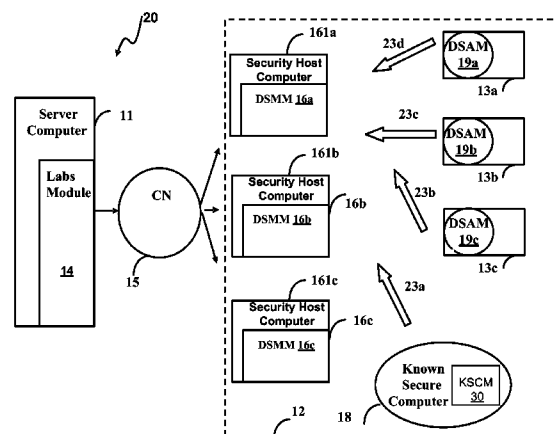 20
161a
Security Host
Computer
DSMM 16a
23d
DSAM
19a
13a
Server
Computer
11
Labs
Module
14
CN
15
161b
Security Host
Computer
DSMM 16b
16b
23c
DSAM
19b
13b
23b
DSAM
19c
13c
161c
Security Host
Computer
16c
DSMM 16c
23a
Known
Secure
Computer
KSCM
30
12
18